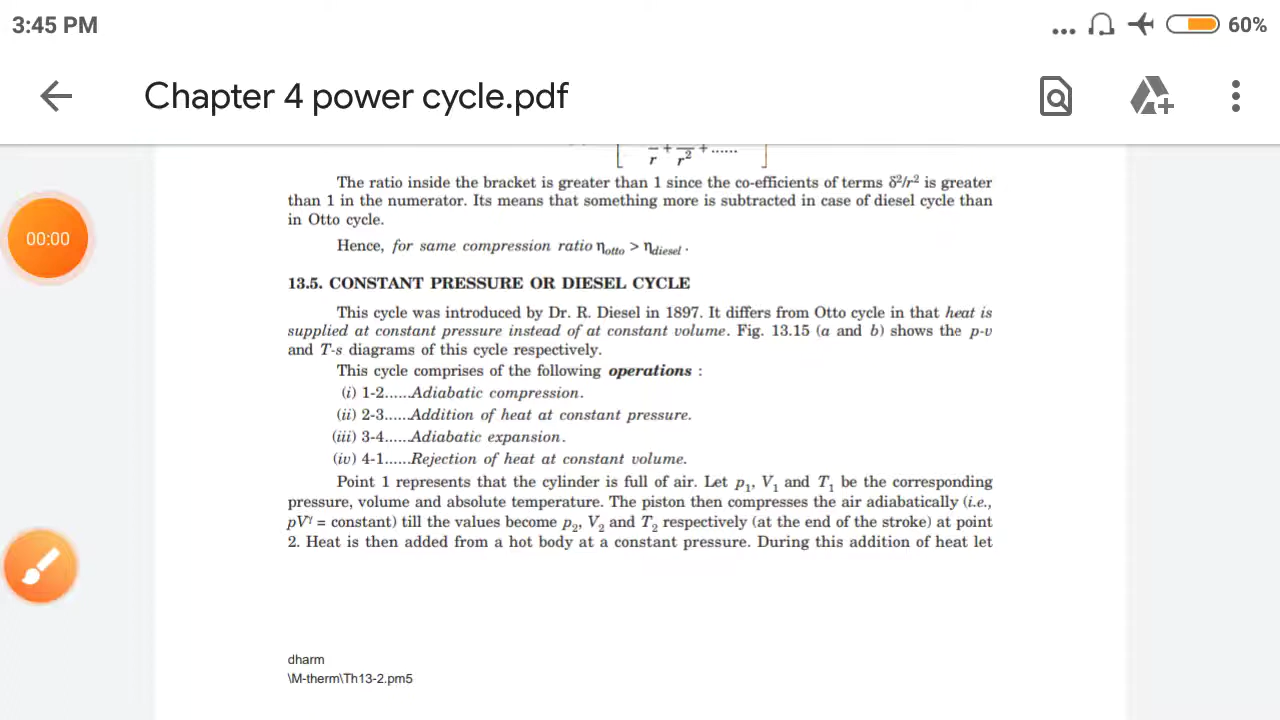 3:45 PM
... 60%
Chapter 4 power cycle.pdf
r + r² + ......
The ratio inside the bracket is greater than 1 since the co-efficients of terms δ²/r² is greater
than 1 in the numerator. Its means that something more is subtracted in case of diesel cycle than
in Otto cycle.
Hence, for same compression ratio ηotto > ηdiesel .
00:00
13.5. CONSTANT PRESSURE OR DIESEL CYCLE
This cycle was introduced by Dr. R. Diesel in 1897. It differs from Otto cycle in that heat is
supplied at constant pressure instead of at constant volume. Fig. 13.15 (a and b) shows the p-v
and T-s diagrams of this cycle respectively.
This cycle comprises of the following operations :
(i) 1-2......Adiabatic compression.
(ii) 2-3......Addition of heat at constant pressure.
(iii) 3-4......Adiabatic expansion.
(iv) 4-1......Rejection of heat at constant volume.
Point 1 represents that the cylinder is full of air. Let p₁, V₁ and T₁ be the corresponding
pressure, volume and absolute temperature. The piston then compresses the air adiabatically (i.e.,
pVᵞ = constant) till the values become p₂, V₂ and T₂ respectively (at the end of the stroke) at point
2. Heat is then added from a hot body at a constant pressure. During this addition of heat let
dharm
\M-therm\Th13-2.pm5